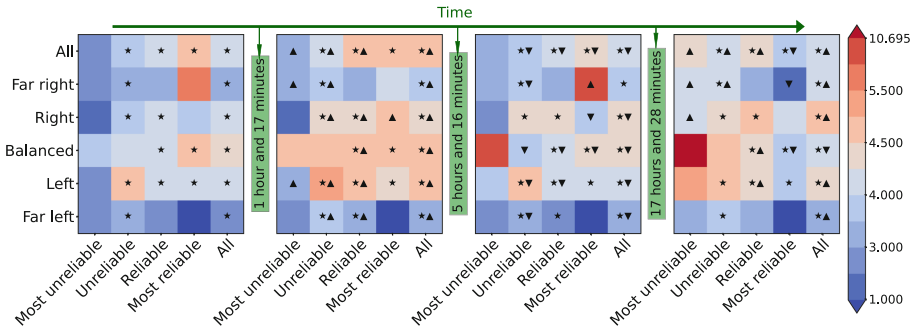 Time
All
Far right
Right
Balanced
Left
Far left
1 hour and 17 minutes
5 hours and 16 minutes
17 hours and 28 minutes
10.695
5.500
4.500
4.000
3.000
1.000
Most unreliable
Unreliable
Reliable
Most reliable
All
Most unreliable
Unreliable
Reliable
Most reliable
All
Most unreliable
Unreliable
Reliable
Most reliable
All
Most unreliable
Unreliable
Reliable
Most reliable
All